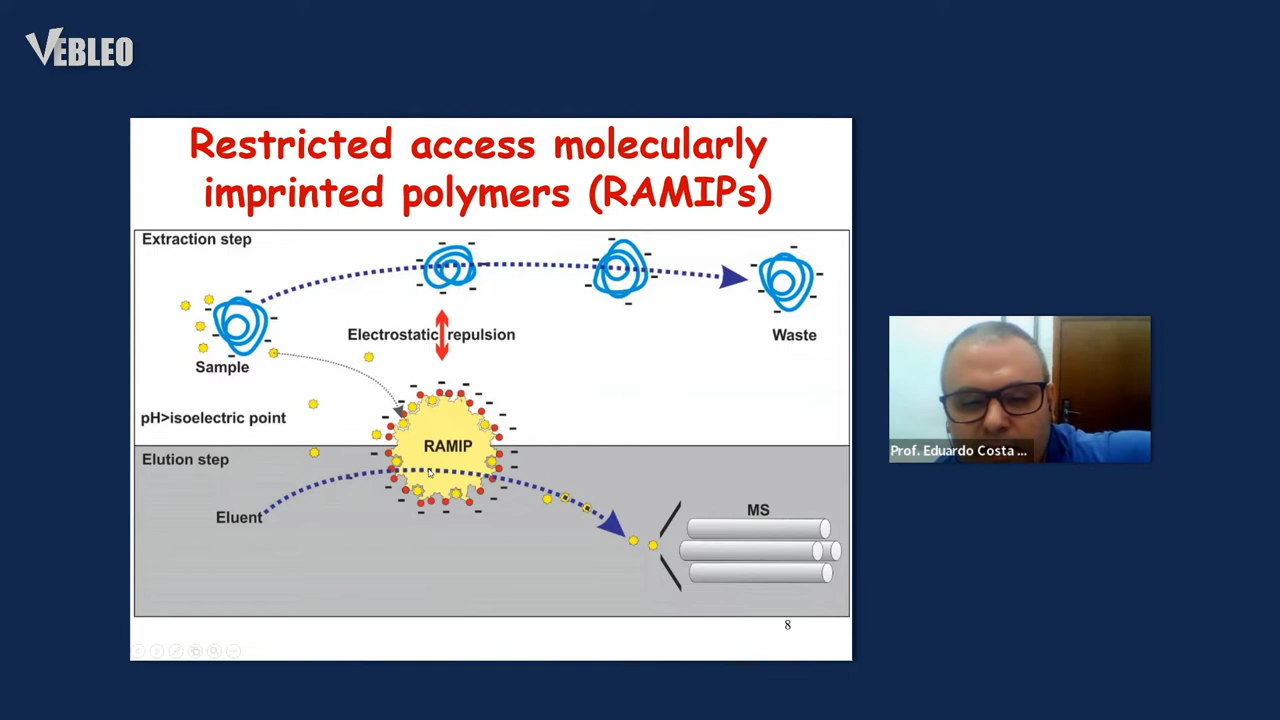 VEBLEO
Restricted access molecularly
imprinted polymers (RAMIPs)
Extraction step
Electrostatic repulsion
Waste
Sample
pH>isoelectric point
RAMIP
Elution step
Eluent
MS
8
Prof. Eduardo Costa ...